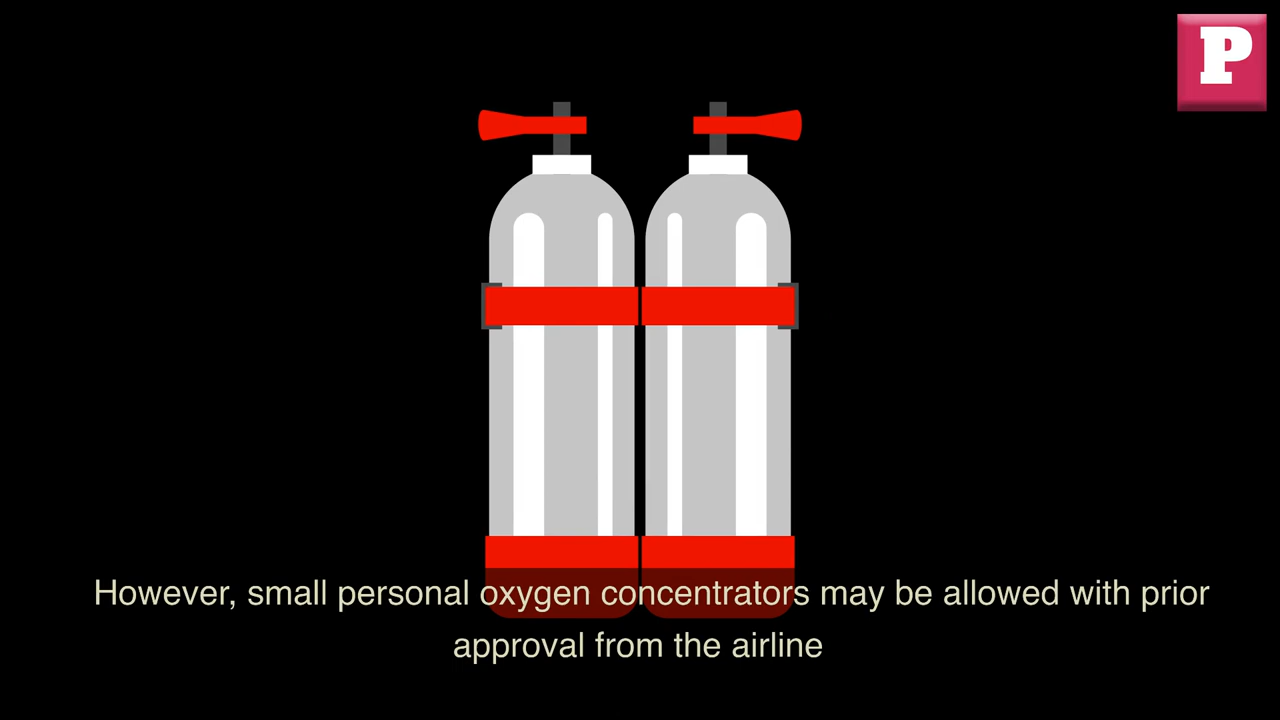 P
However, small personal oxygen concentrators may be allowed with prior
approval from the airline